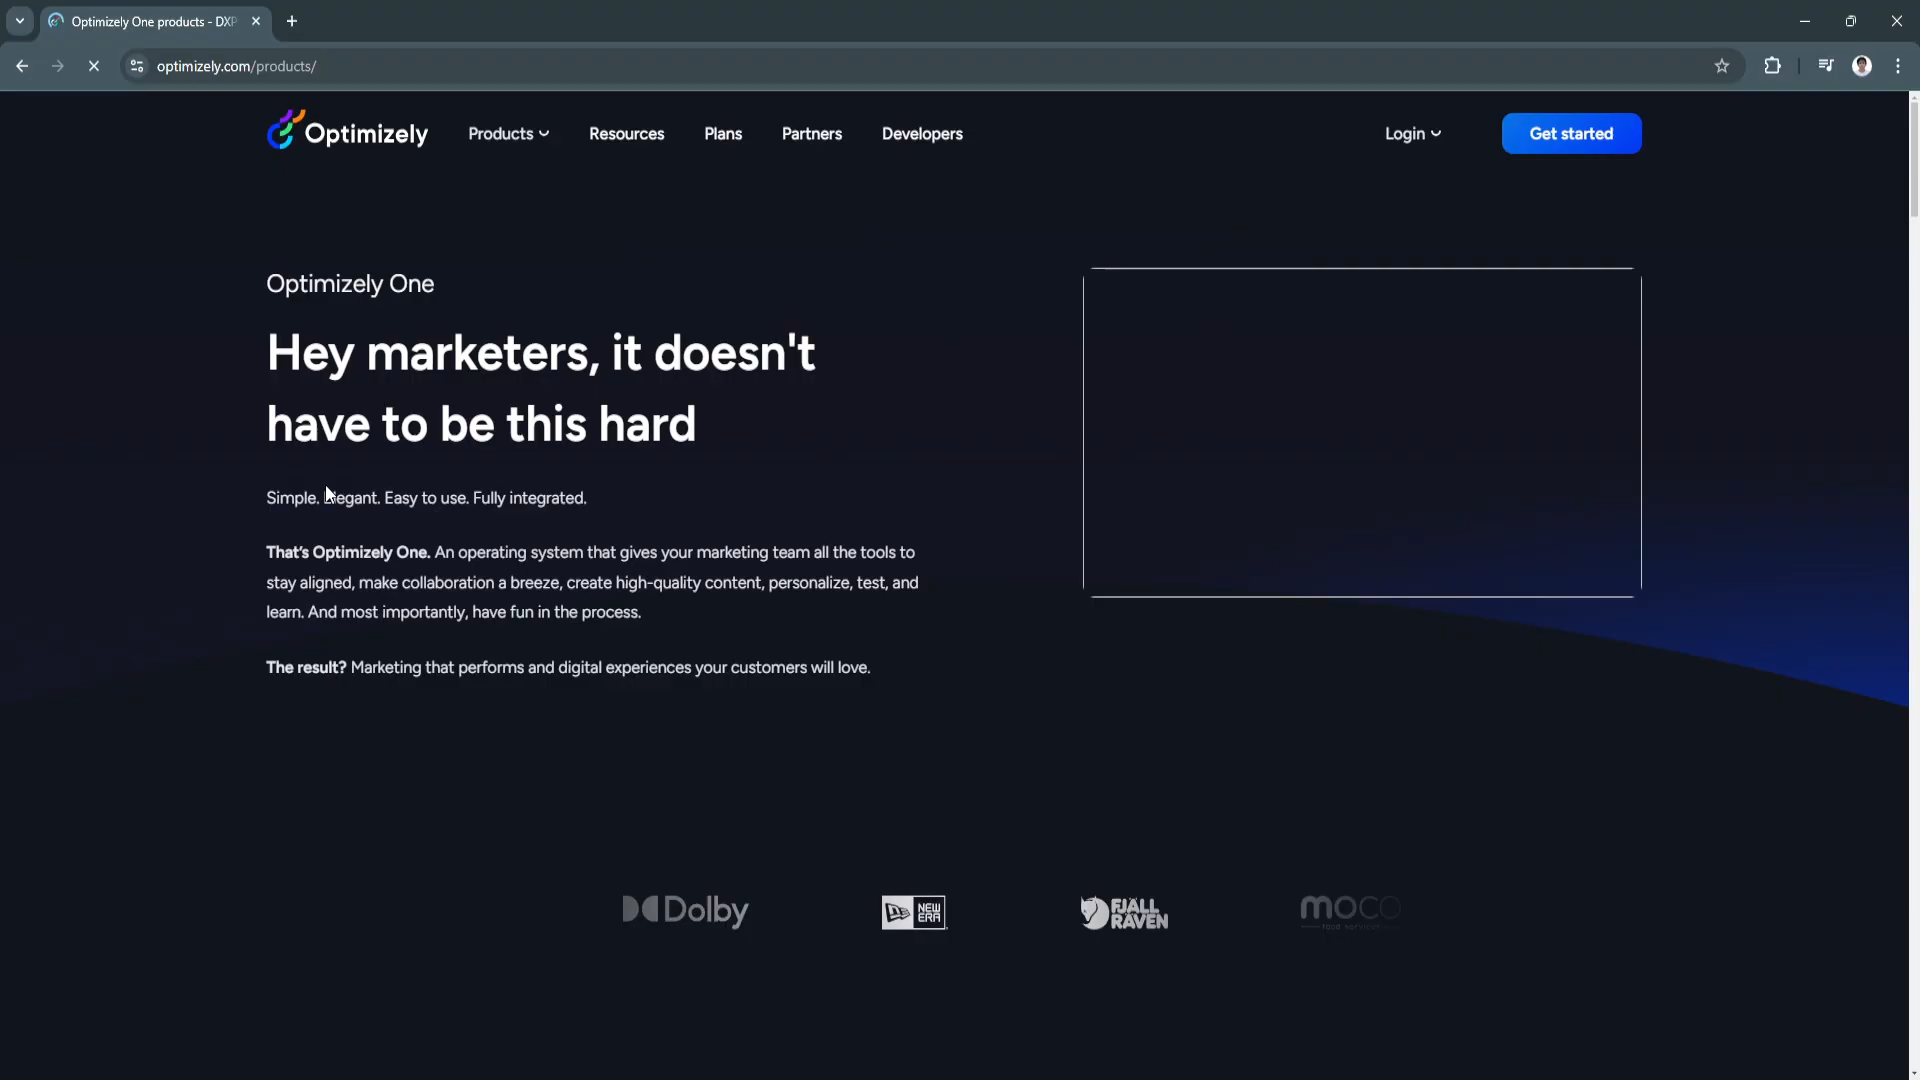 Optimizely One products - DXP
optimizely.com/products/
Optimizely
Products
Resources
Plans
Partners
Developers
Login
Get started
Optimizely One
Hey marketers, it doesn't
have to be this hard
Simple. Elegant. Easy to use. Fully integrated.
That's Optimizely One. An operating system that gives your marketing team all the tools to
stay aligned, make collaboration a breeze, create high-quality content, personalize, test, and
learn. And most importantly, have fun in the process.
The result? Marketing that performs and digital experiences your customers will love.
Dolby
NEW
ERA
FJÄLL
RÄVEN
moco